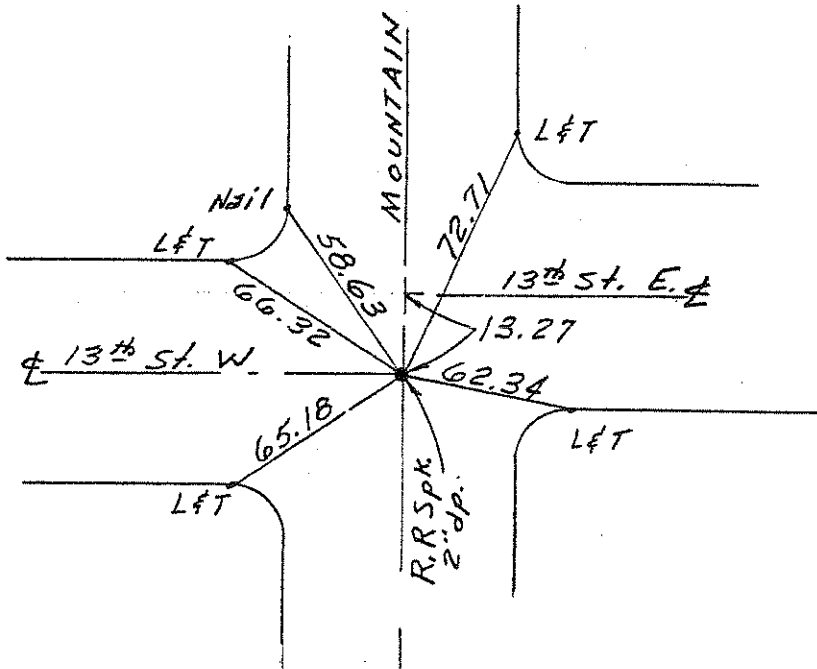 MOUNTAIN
L&T
Nail
L&T
58.63
72.71
66.32
13th St. E. ℄
13.27
℄ 13th St. W
62.34
65.18
L&T
L&T
R.R Spk.
2" dp.